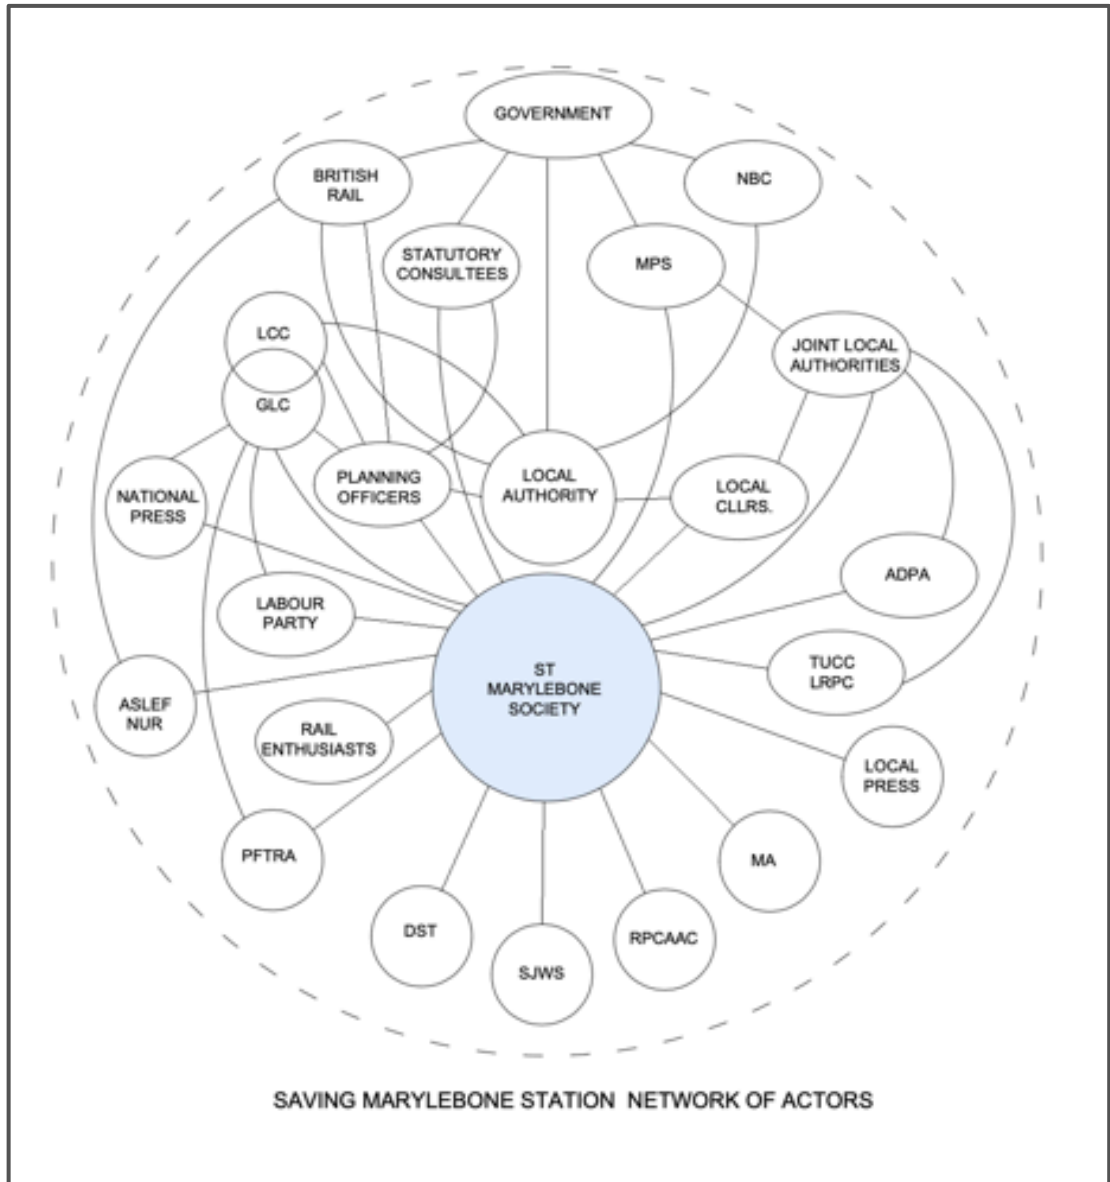 GOVERNMENT
BRITISH
RAIL
NBC
STATUTORY
CONSULTEES
MPS
LCC
JOINT LOCAL
AUTHORITIES
GLC
PLANNING
OFFICERS
LOCAL
AUTHORITY
LOCAL
CLLRS.
NATIONAL
PRESS
ADPA
LABOUR
PARTY
TUCC
LRPC
ST
MARYLEBONE
SOCIETY
ASLEF
NUR
RAIL
ENTHUSIASTS
LOCAL
PRESS
PFTRA
MA
DST
RPCAAC
SJWS
SAVING MARYLEBONE STATION NETWORK OF ACTORS